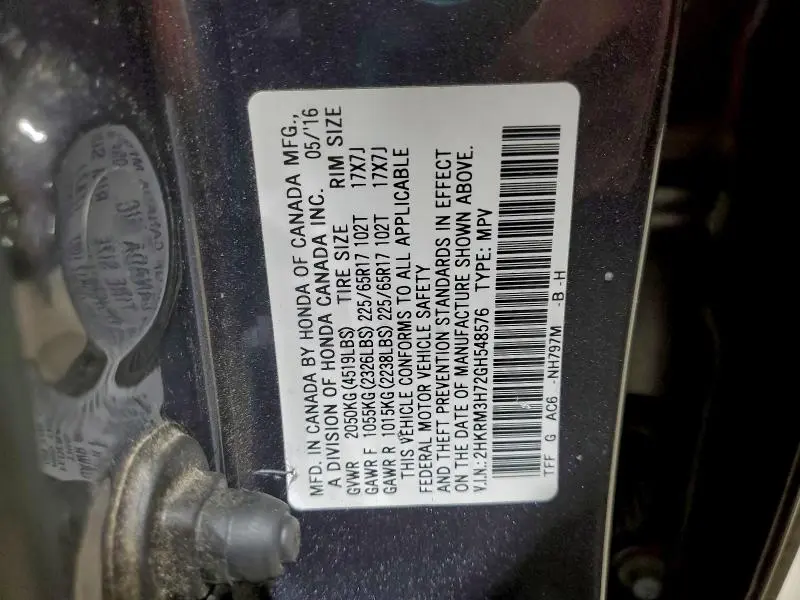 MFD. IN CANADA BY HONDA OF CANADA MFG.,
A DIVISION OF HONDA CANADA INC. 05/'16
GVWR 2050KG(4519LBS) TIRE SIZE RIM SIZE
GAWR F 1055KG(2326LBS) 225/65R17 102T 17X7J
GAWR R 1015KG(2238LBS) 225/65R17 102T 17X7J
THIS VEHICLE CONFORMS TO ALL APPLICABLE
FEDERAL MOTOR VEHICLE SAFETY
AND THEFT PREVENTION STANDARDS IN EFFECT
ON THE DATE OF MANUFACTURE SHOWN ABOVE.
V.I.N.:2HKRM3H72GH548576 TYPE: MPV
TFF G AC6 -NH797M -B -H